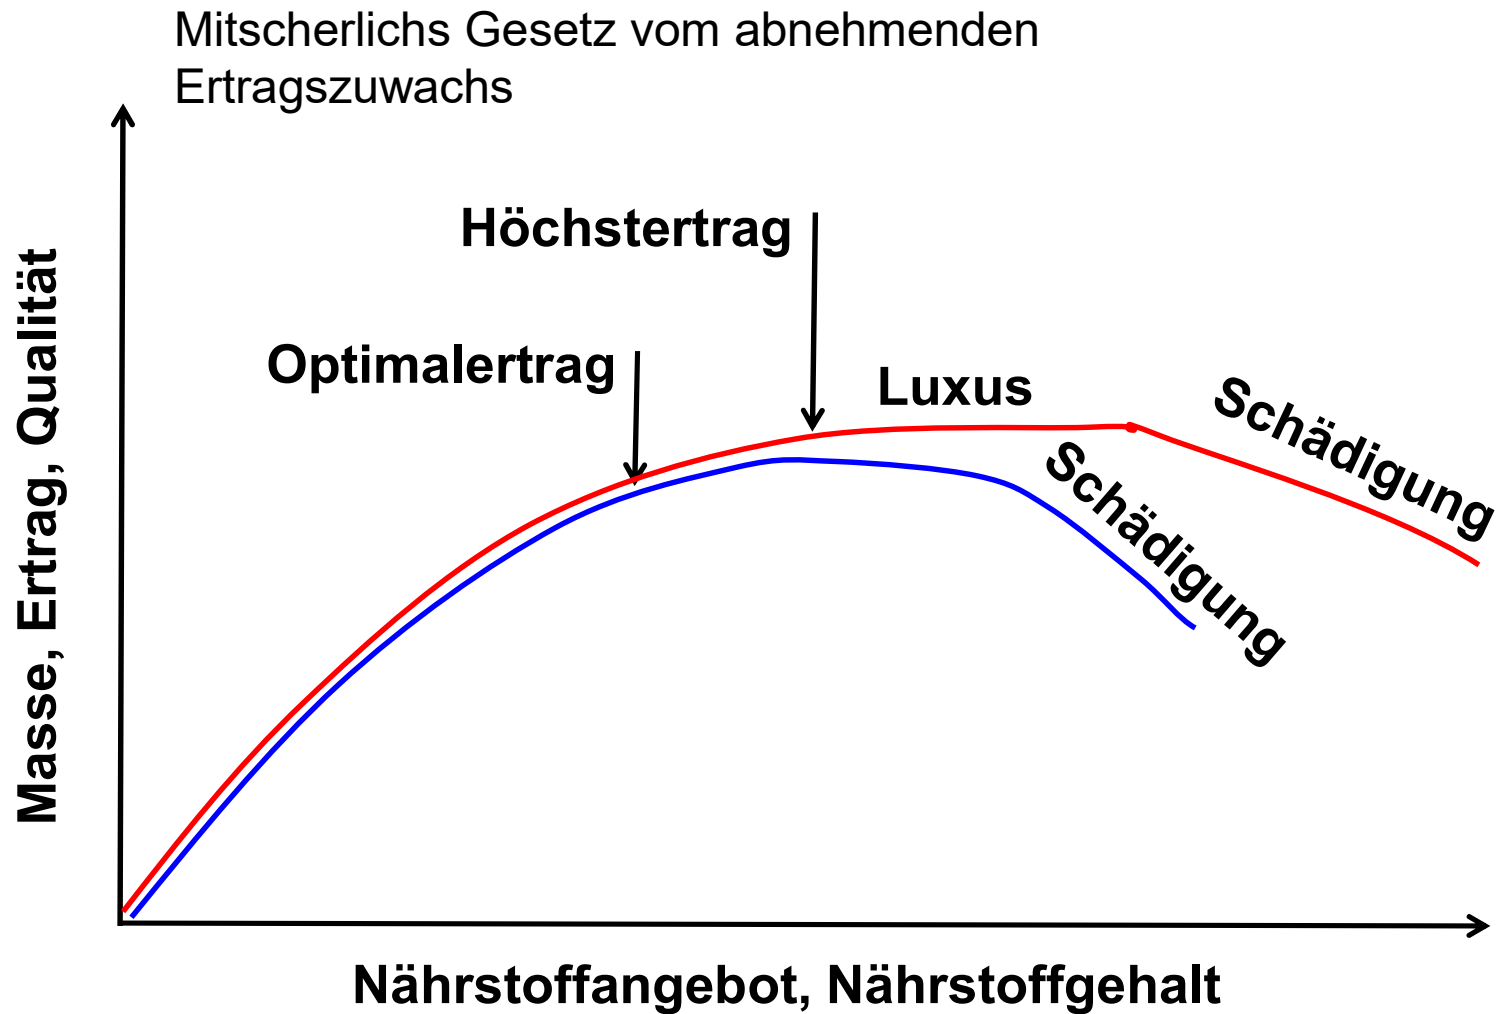 Mitscherlichs Gesetz vom abnehmenden
Ertragszuwachs
Höchstertrag
Optimalertrag
Luxus
Schädigung
Schädigung
Masse, Ertrag, Qualität
Nährstoffangebot, Nährstoffgehalt